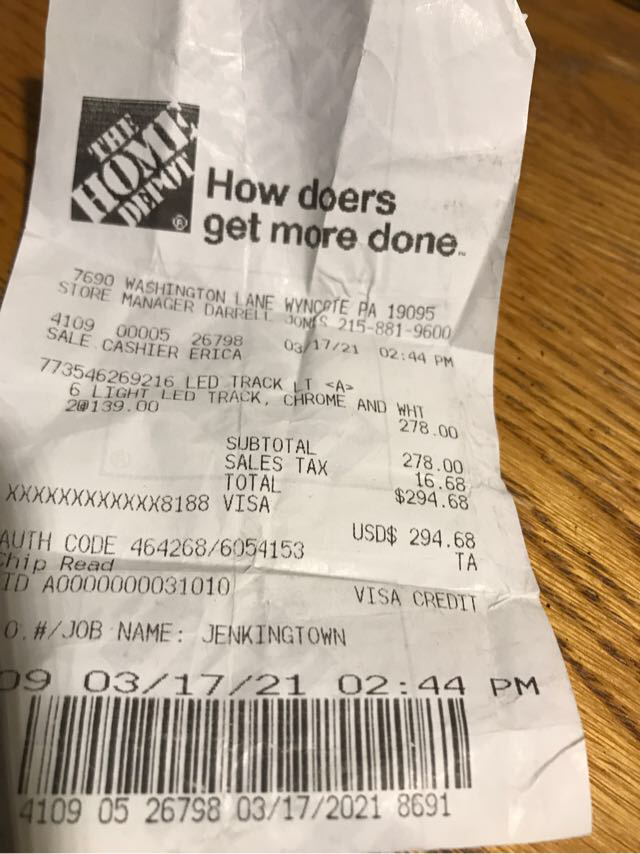 THE
HOME
DEPOT
®
How doers
get more done.™
7690 WASHINGTON LANE WYNCOTE PA 19095
STORE MANAGER DARRELL JONES 215-881-9600
4109 00005 26798 03/17/21 02:44 PM
SALE CASHIER ERICA
773546269216 LED TRACK LT <A>
6 LIGHT LED TRACK, CHROME AND WHT
2@139.00 278.00
SUBTOTAL 278.00
SALES TAX 16.68
TOTAL $294.68
XXXXXXXXXXXX8188 VISA
USD$ 294.68
AUTH CODE 464268/6054153 TA
Chip Read
AID A0000000031010 VISA CREDIT
O.#/JOB NAME: JENKINGTOWN
09 03/17/21 02:44 PM
4109 05 26798 03/17/2021 8691